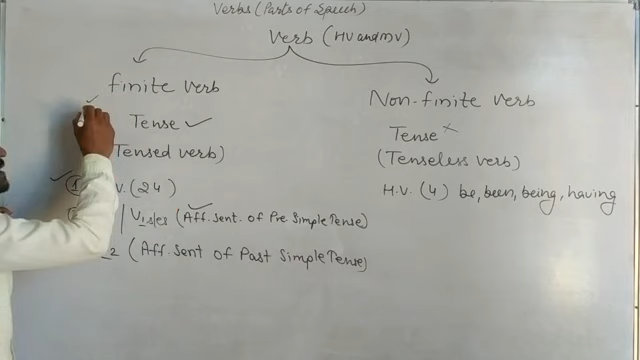 Verbs (Parts of Speech)
Verb (HV and MV)
finite verb
Tense ✓
Tensed verb)
V. (24)
| V₁s/es (Aff. Sent. of Pre Simple Tense)
2 (Aff. Sent of Past Simple Tense)
Non-finite verb
Tense ×
(Tenseless verb)
H.V. (4) be, been, being, having